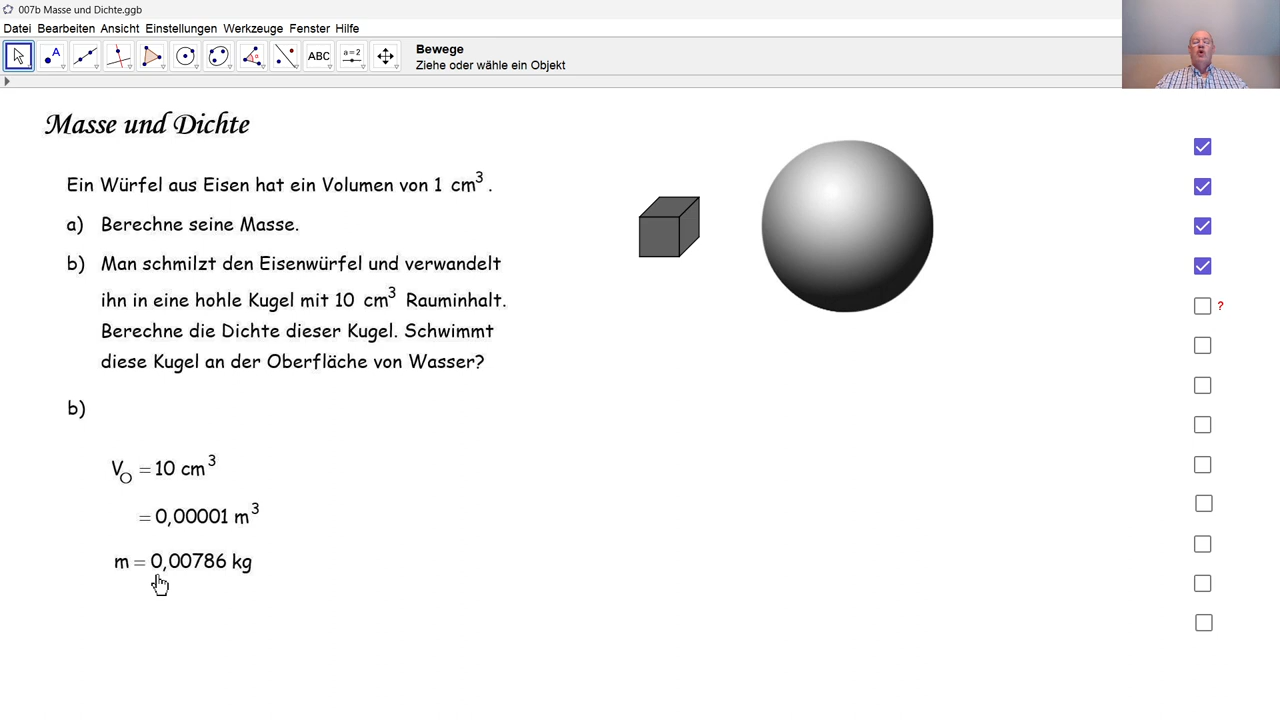 007b Masse und Dichte.ggb
Datei Bearbeiten Ansicht Einstellungen Werkzeuge Fenster Hilfe
A
ABC
a=2
Bewege
Ziehe oder wähle ein Objekt
Masse und Dichte
Ein Würfel aus Eisen hat ein Volumen von 1 cm³.
a) Berechne seine Masse.
b) Man schmilzt den Eisenwürfel und verwandelt
ihn in eine hohle Kugel mit 10 cm³ Rauminhalt.
Berechne die Dichte dieser Kugel. Schwimmt
diese Kugel an der Oberfläche von Wasser?
?
b)
V_O = 10 cm³
= 0,00001 m³
m = 0,00786 kg